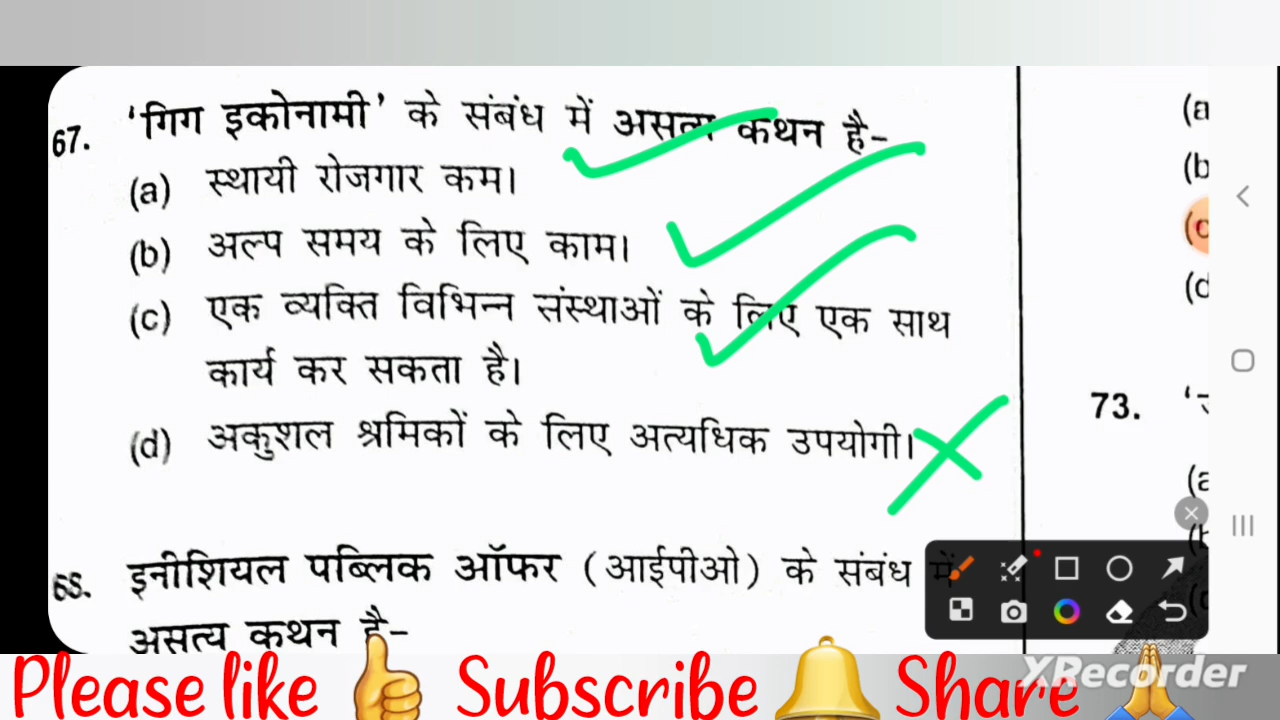 67. 'गिग इकोनामी' के संबंध में असत्य कथन है-
(a) स्थायी रोजगार कम।
(b) अल्प समय के लिए काम।
(c) एक व्यक्ति विभिन्न संस्थाओं के लिए एक साथ
कार्य कर सकता है।
(d) अकुशल श्रमिकों के लिए अत्यधिक उपयोगी।
68. इनीशियल पब्लिक ऑफर (आईपीओ) के संबंध में
असत्य कथन है-
(a
(b
(c
(d
73.
(a
(b
Please like Subscribe Share
XRecorder